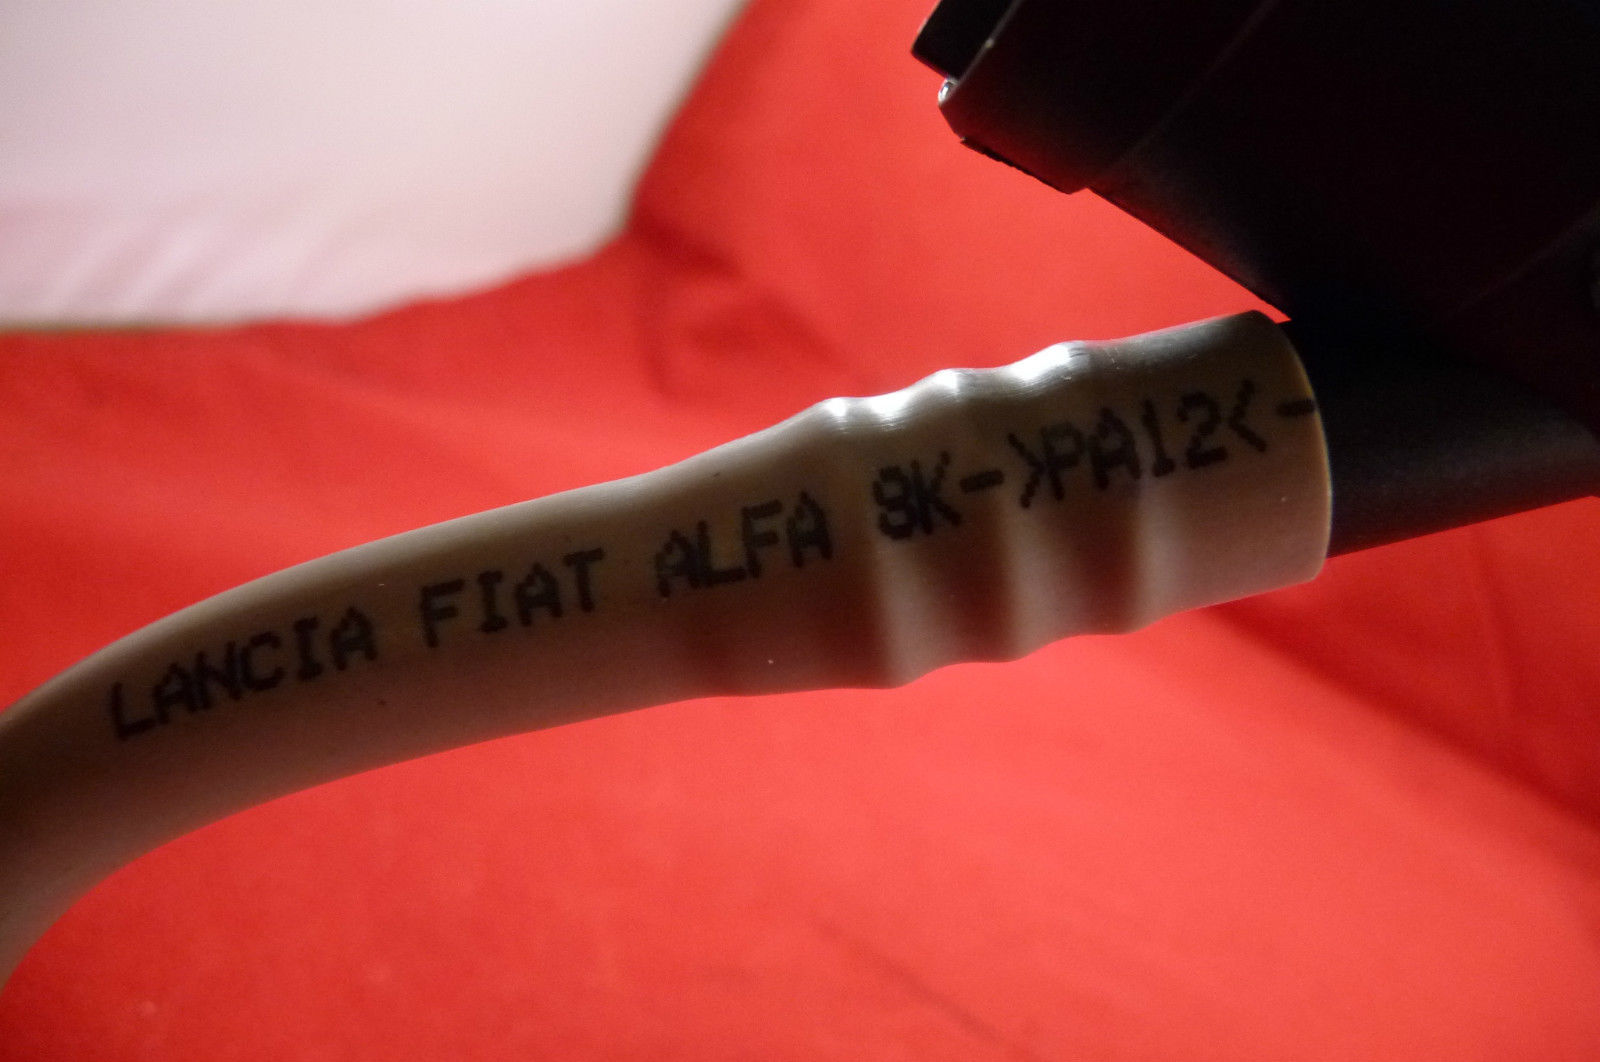 LANCIA FIAT ALFA 8K->PA12<-